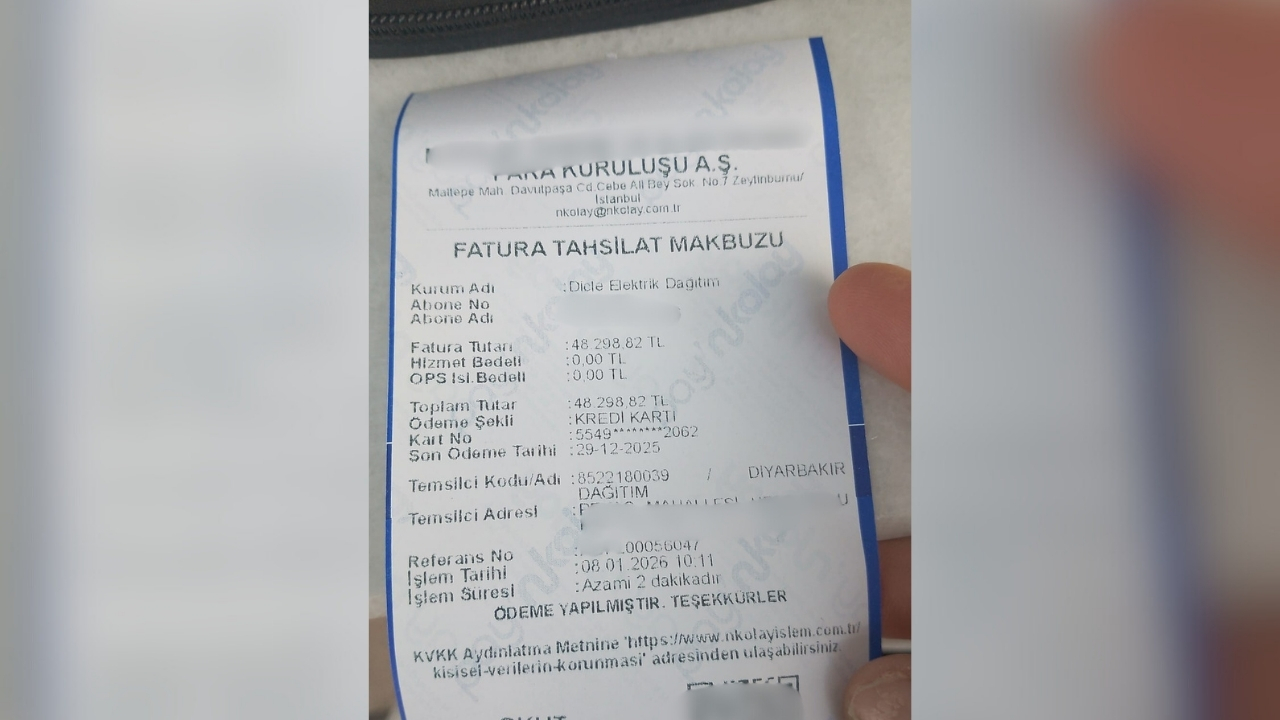 PARA KURULUŞU A.Ş.
Maltepe Mah. Davutpaşa Cd.Cebe Ali Bey Sok. No.7 Zeytinburnu/
İstanbul
nkolay@nkolay.com.tr
FATURA TAHSİLAT MAKBUZU
Kurum Adı :Dicle Elektrik Dağıtım
Abone No
Abone Adı
Fatura Tutarı :48.298,82 TL
Hizmet Bedeli :0,00 TL
OPS İşl.Bedeli :0,00 TL
Toplam Tutar :48.298,82 TL
Ödeme Şekli :KREDİ KARTI
Kart No :5549********2062
Son Ödeme Tarihi :29-12-2025
Temsilci Kodu/Adı :8522180039 / DİYARBAKIR
DAĞITIM
Temsilci Adresi :
Referans No 00056047
İşlem Tarihi :08.01.2026 10:11
İşlem Süresi :Azami 2 dakikadır
ÖDEME YAPILMIŞTIR. TEŞEKKÜRLER
KVKK Aydınlatına Metnine 'https://www.nkolayislem.com.tr/
kisisel-verilerin-korunmasi' adresinden ulaşabilirsiniz.